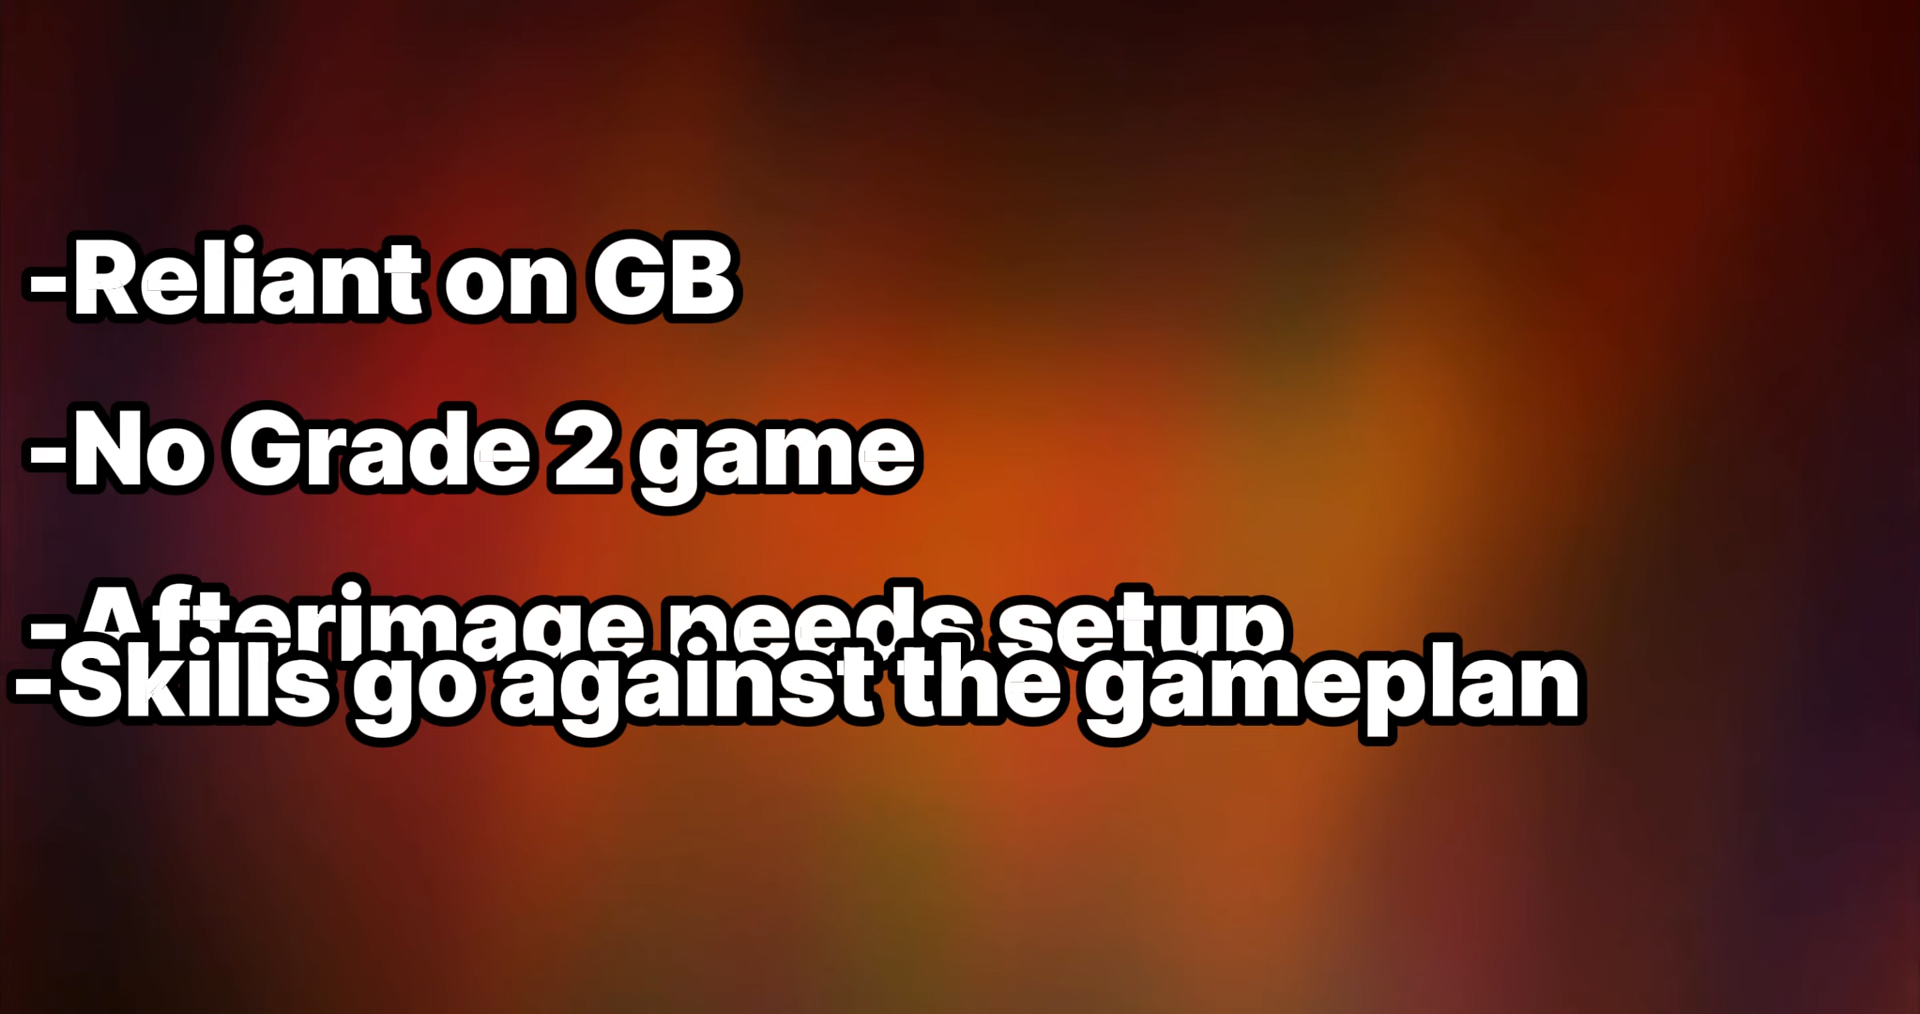 -Reliant on GB
-No Grade 2 game
-Afterimage needs setup
-Skills go against the gameplan